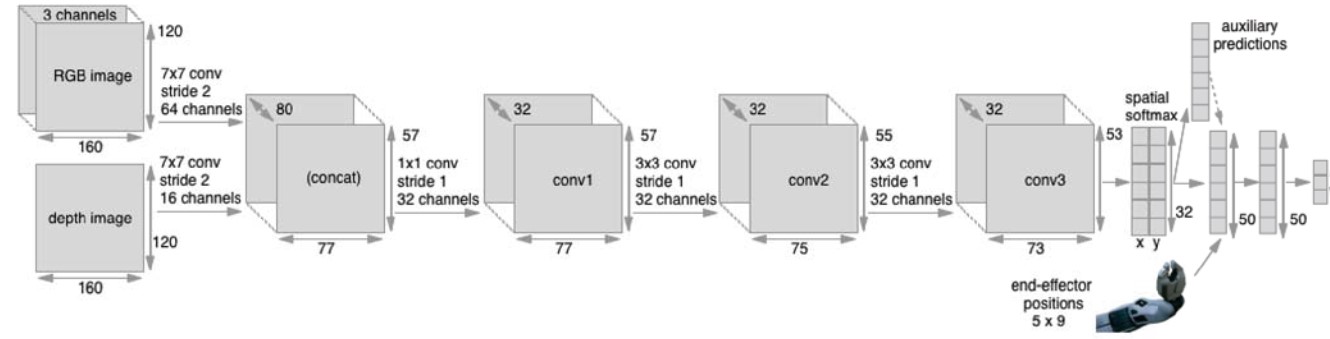 3 channels
RGB image
120
160
7x7 conv
stride 2
64 channels
depth image
120
160
7x7 conv
stride 2
16 channels
80
(concat)
57
77
1x1 conv
stride 1
32 channels
32
conv1
57
77
3x3 conv
stride 1
32 channels
32
conv2
55
75
3x3 conv
stride 1
32 channels
32
conv3
53
73
spatial
softmax
32
x y
auxiliary
predictions
end-effector
positions
5 x 9
50
50